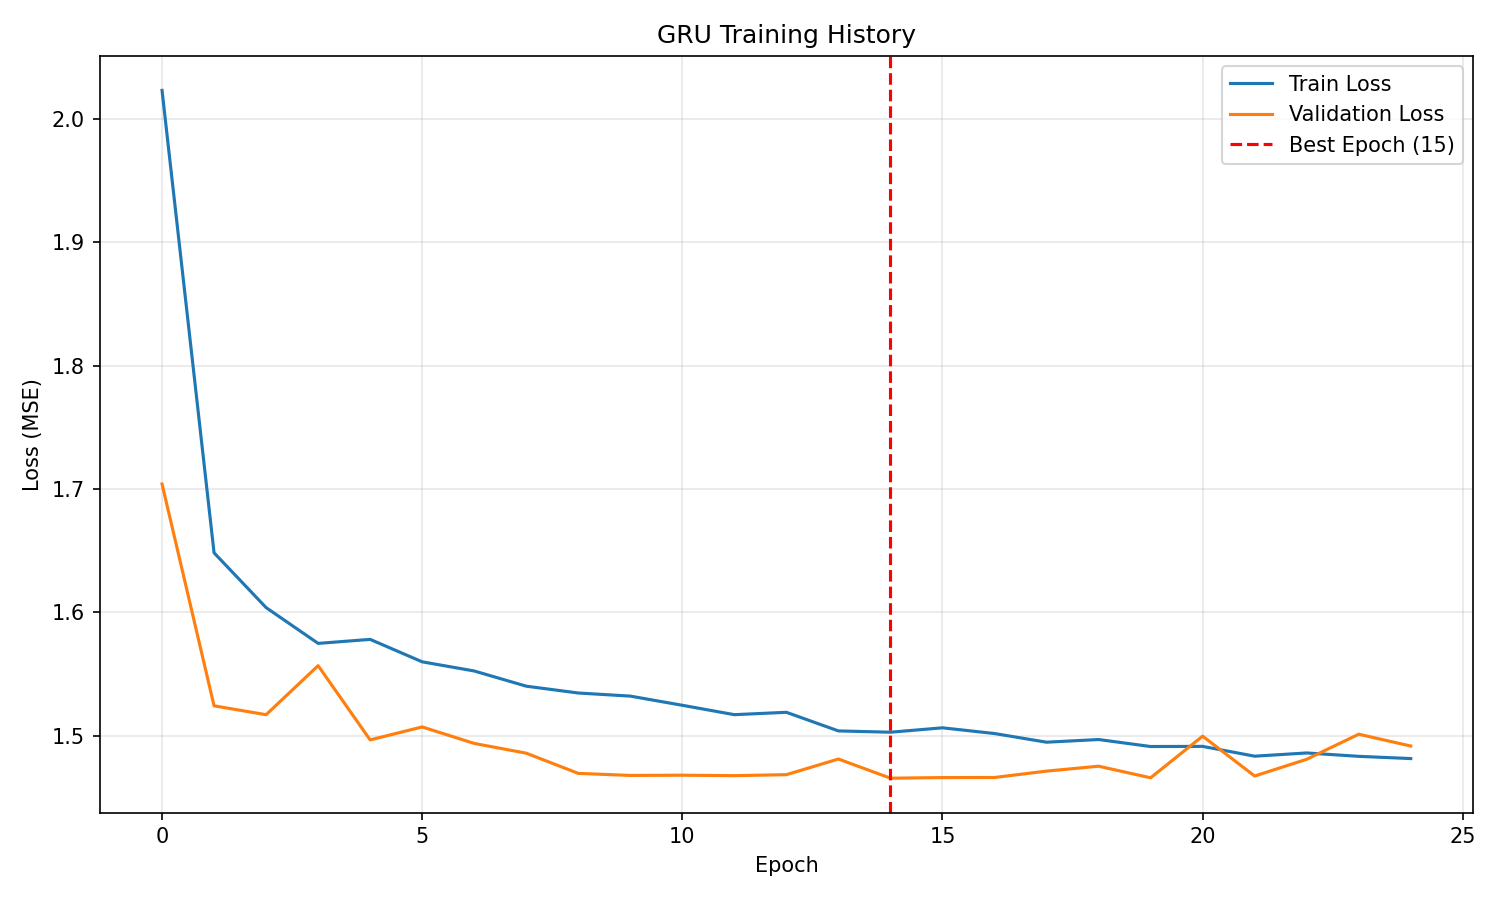 GRU Training History
Train Loss
Validation Loss
Best Epoch (15)
Loss (MSE)
2.0
1.9
1.8
1.7
1.6
1.5
0 5 10 15 20 25
Epoch